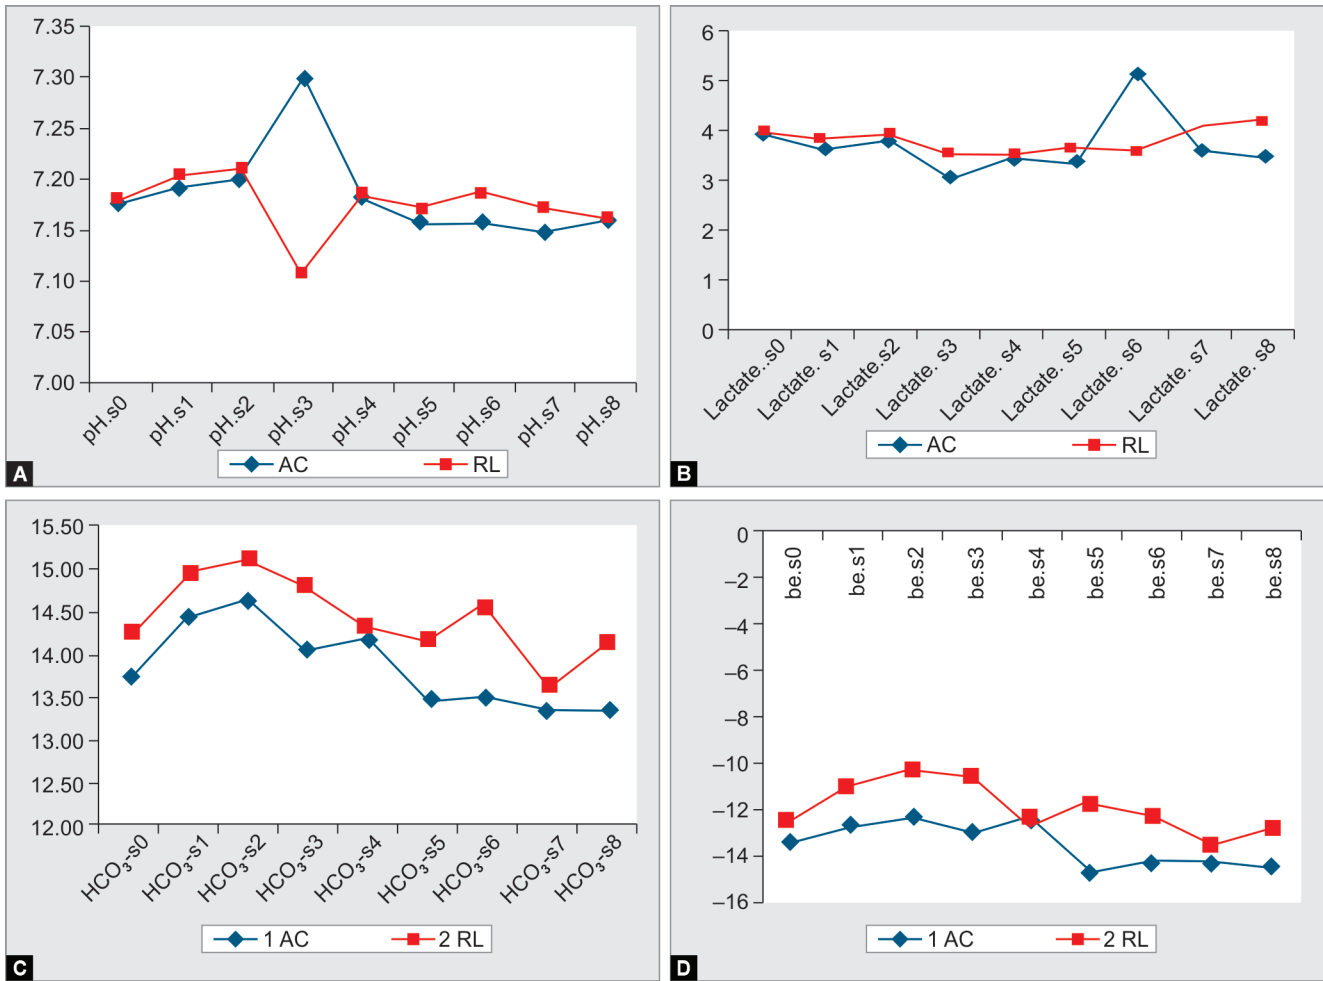 7.35
7.30
7.25
7.20
7.15
7.10
7.05
7.00
pH.s0
pH.s1
pH.s2
pH.s3
pH.s4
pH.s5
pH.s6
pH.s7
pH.s8
AC
RL
A
6
5
4
3
2
1
0
Lactate..s0
Lactate. s1
Lactate..s2
Lactate. s3
Lactate. s4
Lactate. s5
Lactate. s6
Lactate. s7
Lactate. s8
AC
RL
B
15.50
15.00
14.50
14.00
13.50
13.00
12.50
12.00
HCO₃-s0
HCO₃-s1
HCO₃-s2
HCO₃-s3
HCO₃-s4
HCO₃-s5
HCO₃-s6
HCO₃-s7
HCO₃-s8
1 AC
2 RL
C
0
–2
–4
–6
–8
–10
–12
–14
–16
be.s0
be.s1
be.s2
be.s3
be.s4
be.s5
be.s6
be.s7
be.s8
1 AC
2 RL
D